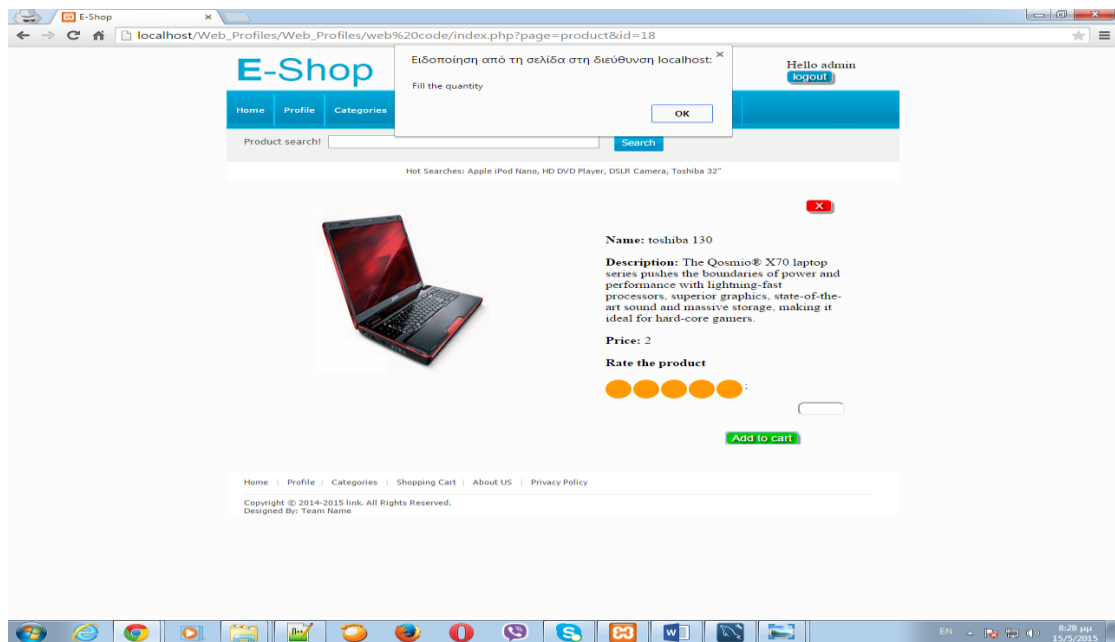 E-Shop
localhost/Web_Profiles/Web_Profiles/web%20code/index.php?page=product&id=18
E-Shop
Ειδοποίηση από τη σελίδα στη διεύθυνση localhost:
Fill the quantity
OK
Hello admin
logout
Home Profile Categories
Product search!
Search
Hot Searches: Apple iPod Nano, HD DVD Player, DSLR Camera, Toshiba 32"
X
Name: toshiba 130
Description: The Qosmio® X70 laptop
series pushes the boundaries of power and
performance with lightning-fast
processors, superior graphics, state-of-the-
art sound and massive storage, making it
ideal for hard-core gamers.
Price: 2
Rate the product
:
Add to cart
Home | Profile | Categories | Shopping Cart | About US | Privacy Policy
Copyright © 2014-2015 link. All Rights Reserved.
Designed By: Team Name
EN
8:28 μμ
15/5/2015